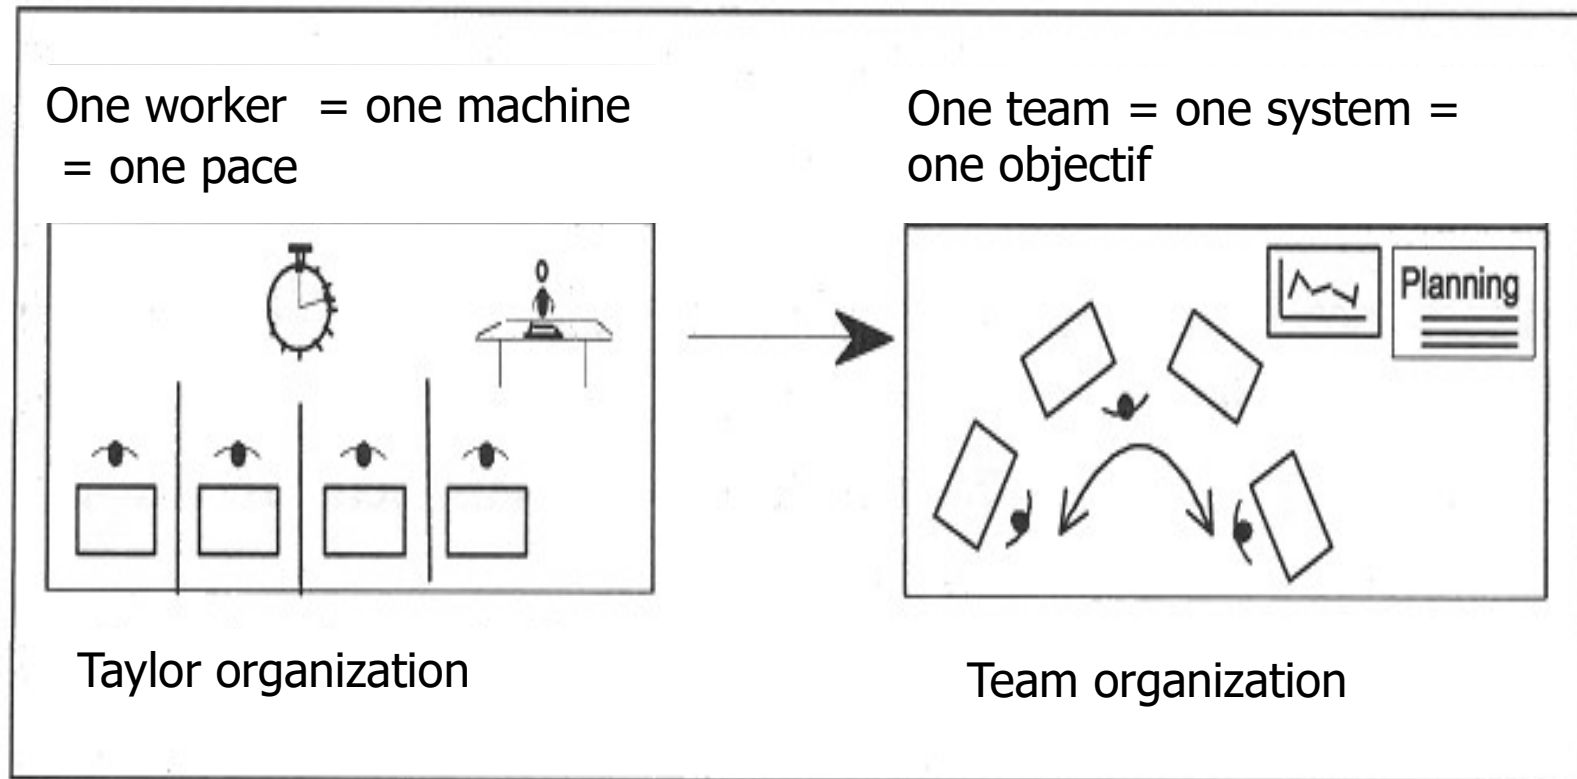 One worker = one machine
= one pace
One team = one system =
one objectif
Planning
Taylor organization
Team organization